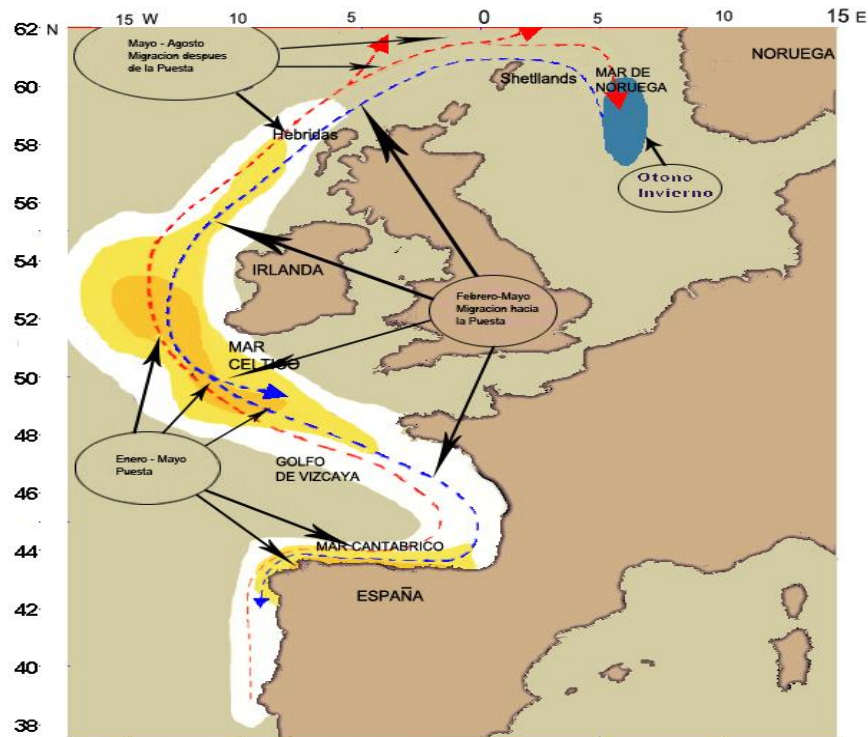 15 W 10 5 0 5 10 15 E
62 N
60
58
56
54
52
50
48
46
44
42
40
38
Mayo - Agosto
Migracion despues
de la Puesta
NORUEGA
Shetllands
MAR DE
NORUEGA
Hebridas
Otono
Invierno
IRLANDA
Febrero-Mayo
Migracion hacia
la Puesta
MAR
CELTICO
Enero - Mayo
Puesta
GOLFO
DE VIZCAYA
MAR CANTABRICO
ESPAÑA